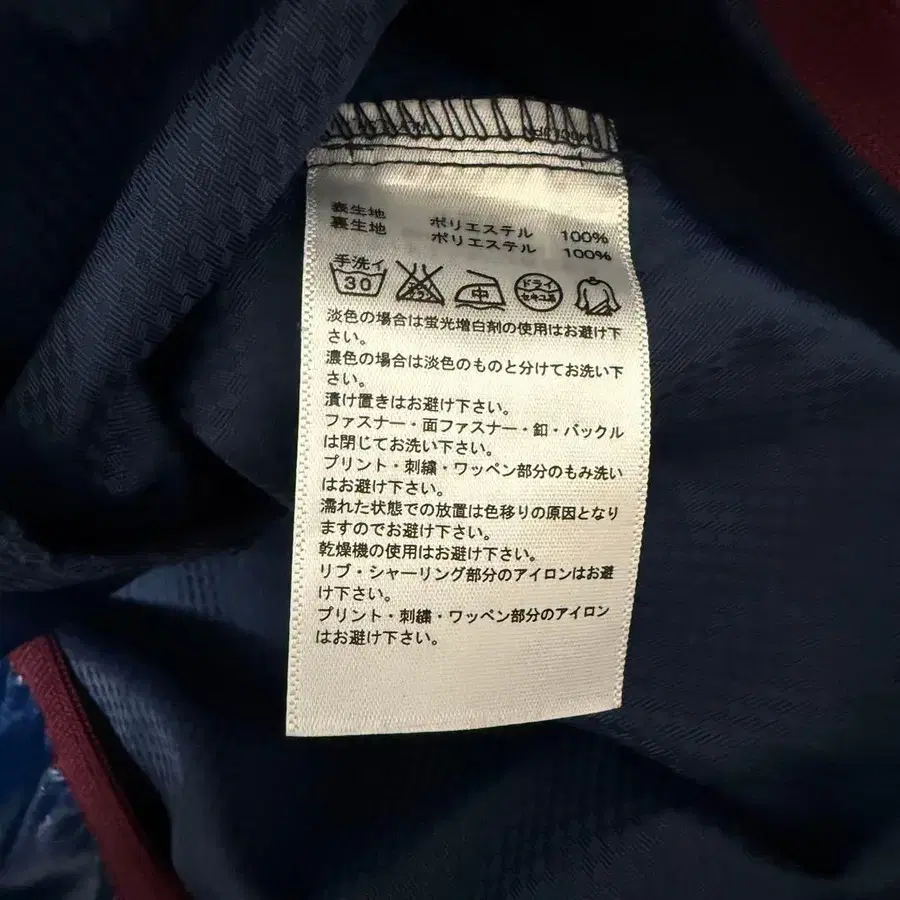 表生地 ポリエステル 100%
裏生地 ポリエステル 100%
手洗イ
30
中
ドライ
セキユ系
淡色の場合は蛍光増白剤の使用はお避け下
さい。
濃色の場合は淡色のものと分けてお洗い下
さい。
漬け置きはお避け下さい。
ファスナー・面ファスナー・釦・バックル
は閉じてお洗い下さい。
プリント・刺繍・ワッペン部分のもみ洗い
はお避け下さい。
濡れた状態での放置は色移りの原因となり
ますのでお避け下さい。
乾燥機の使用はお避け下さい。
リブ・シャーリング部分のアイロンはお避
け下さい。
プリント・刺繍・ワッペン部分のアイロン
はお避け下さい。